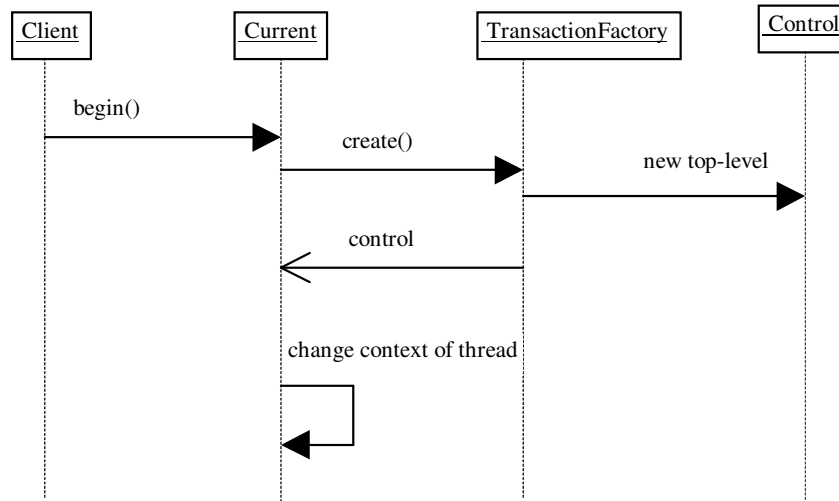 Client
Current
TransactionFactory
Control
begin()
create()
new top-level
control
change context of thread